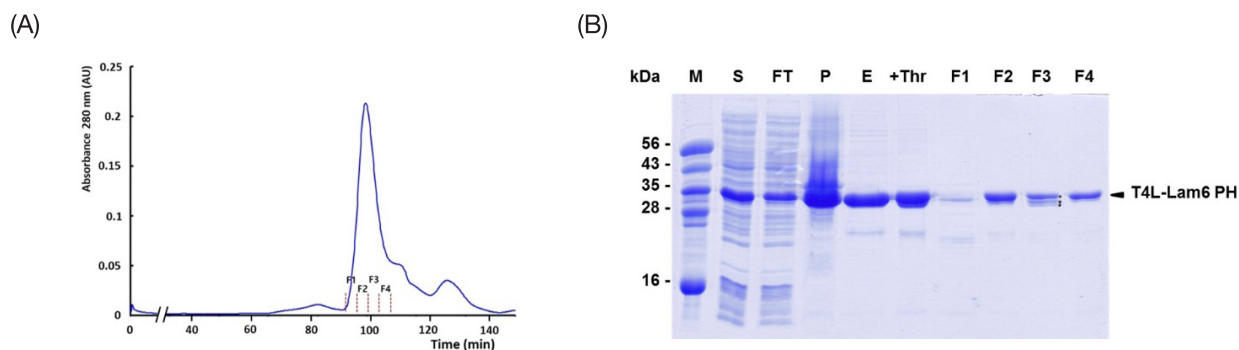 (A)
Absorbance 280 nm (AU)
0.25
0.2
0.15
0.1
0.05
0
F1
F2
F3
F4
0 40 60 80 100 120 140
Time (min)
(B)
kDa M S FT P E +Thr F1 F2 F3 F4
56 -
43 -
35 -
28 -
16 -
T4L-Lam6 PH